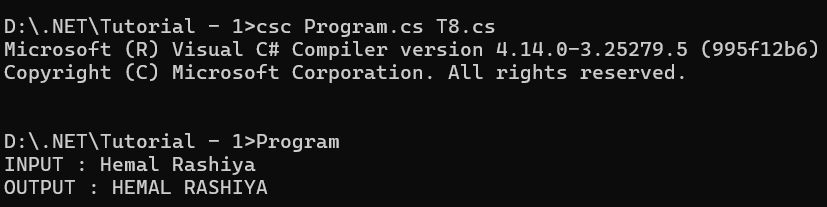 D:\.NET\Tutorial - 1>csc Program.cs T8.cs
Microsoft (R) Visual C# Compiler version 4.14.0-3.25279.5 (995f12b6)
Copyright (C) Microsoft Corporation. All rights reserved.
D:\.NET\Tutorial - 1>Program
INPUT : Hemal Rashiya
OUTPUT : HEMAL RASHIYA